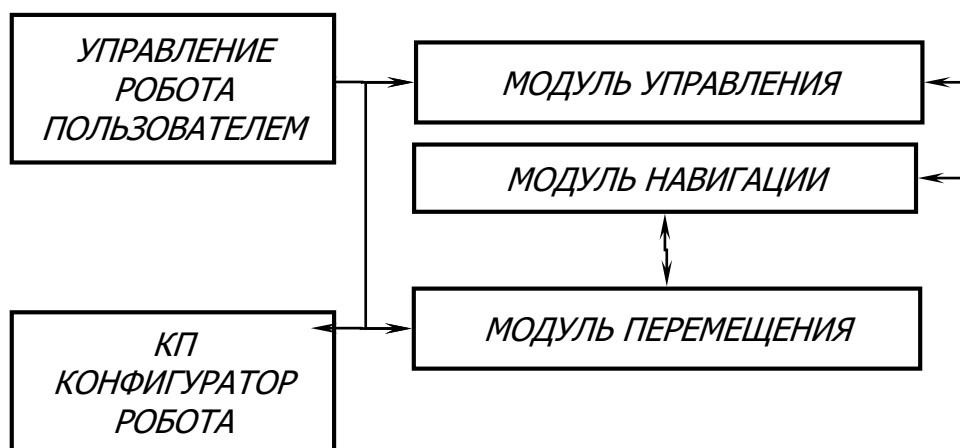 УПРАВЛЕНИЕ
РОБОТА
ПОЛЬЗОВАТЕЛЕМ
МОДУЛЬ УПРАВЛЕНИЯ
МОДУЛЬ НАВИГАЦИИ
МОДУЛЬ ПЕРЕМЕЩЕНИЯ
КП
КОНФИГУРАТОР
РОБОТА